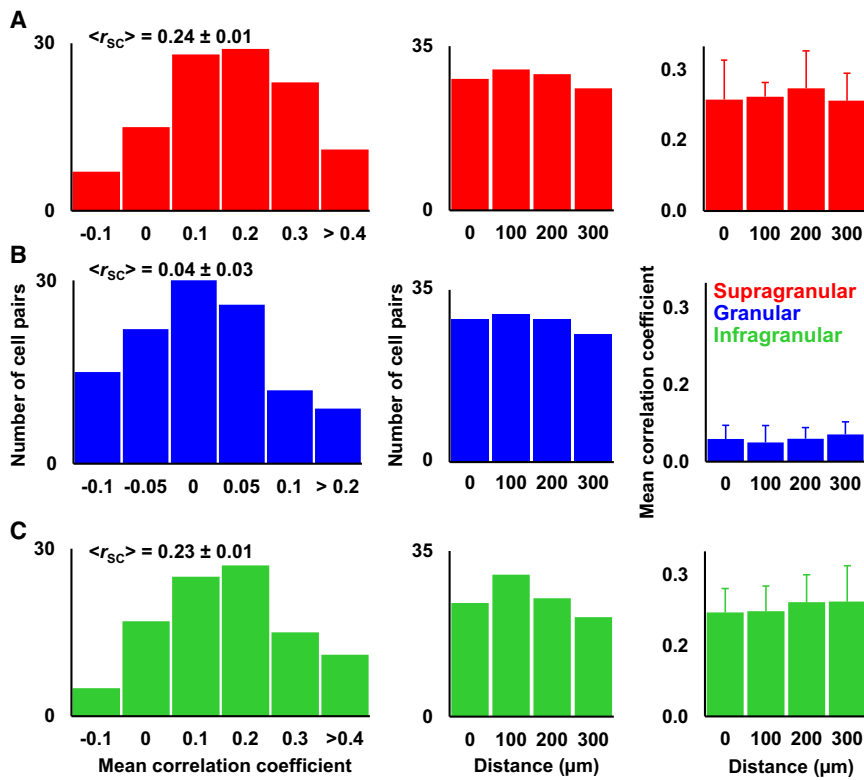 A
<r_SC> = 0.24 ± 0.01
30
0
-0.1 0 0.1 0.2 0.3 > 0.4
35
0
0 100 200 300
0.3
0.2
0.0
0 100 200 300
B
<r_SC> = 0.04 ± 0.03
Number of cell pairs
30
0
-0.1 -0.05 0 0.05 0.1 > 0.2
Number of cell pairs
35
0
0 100 200 300
Mean correlation coefficient
Supragranular
Granular
Infragranular
0.3
0.2
0.0
0 100 200 300
C
<r_SC> = 0.23 ± 0.01
30
0
-0.1 0 0.1 0.2 0.3 >0.4
Mean correlation coefficient
35
0
0 100 200 300
Distance (µm)
0.3
0.2
0.0
0 100 200 300
Distance (µm)